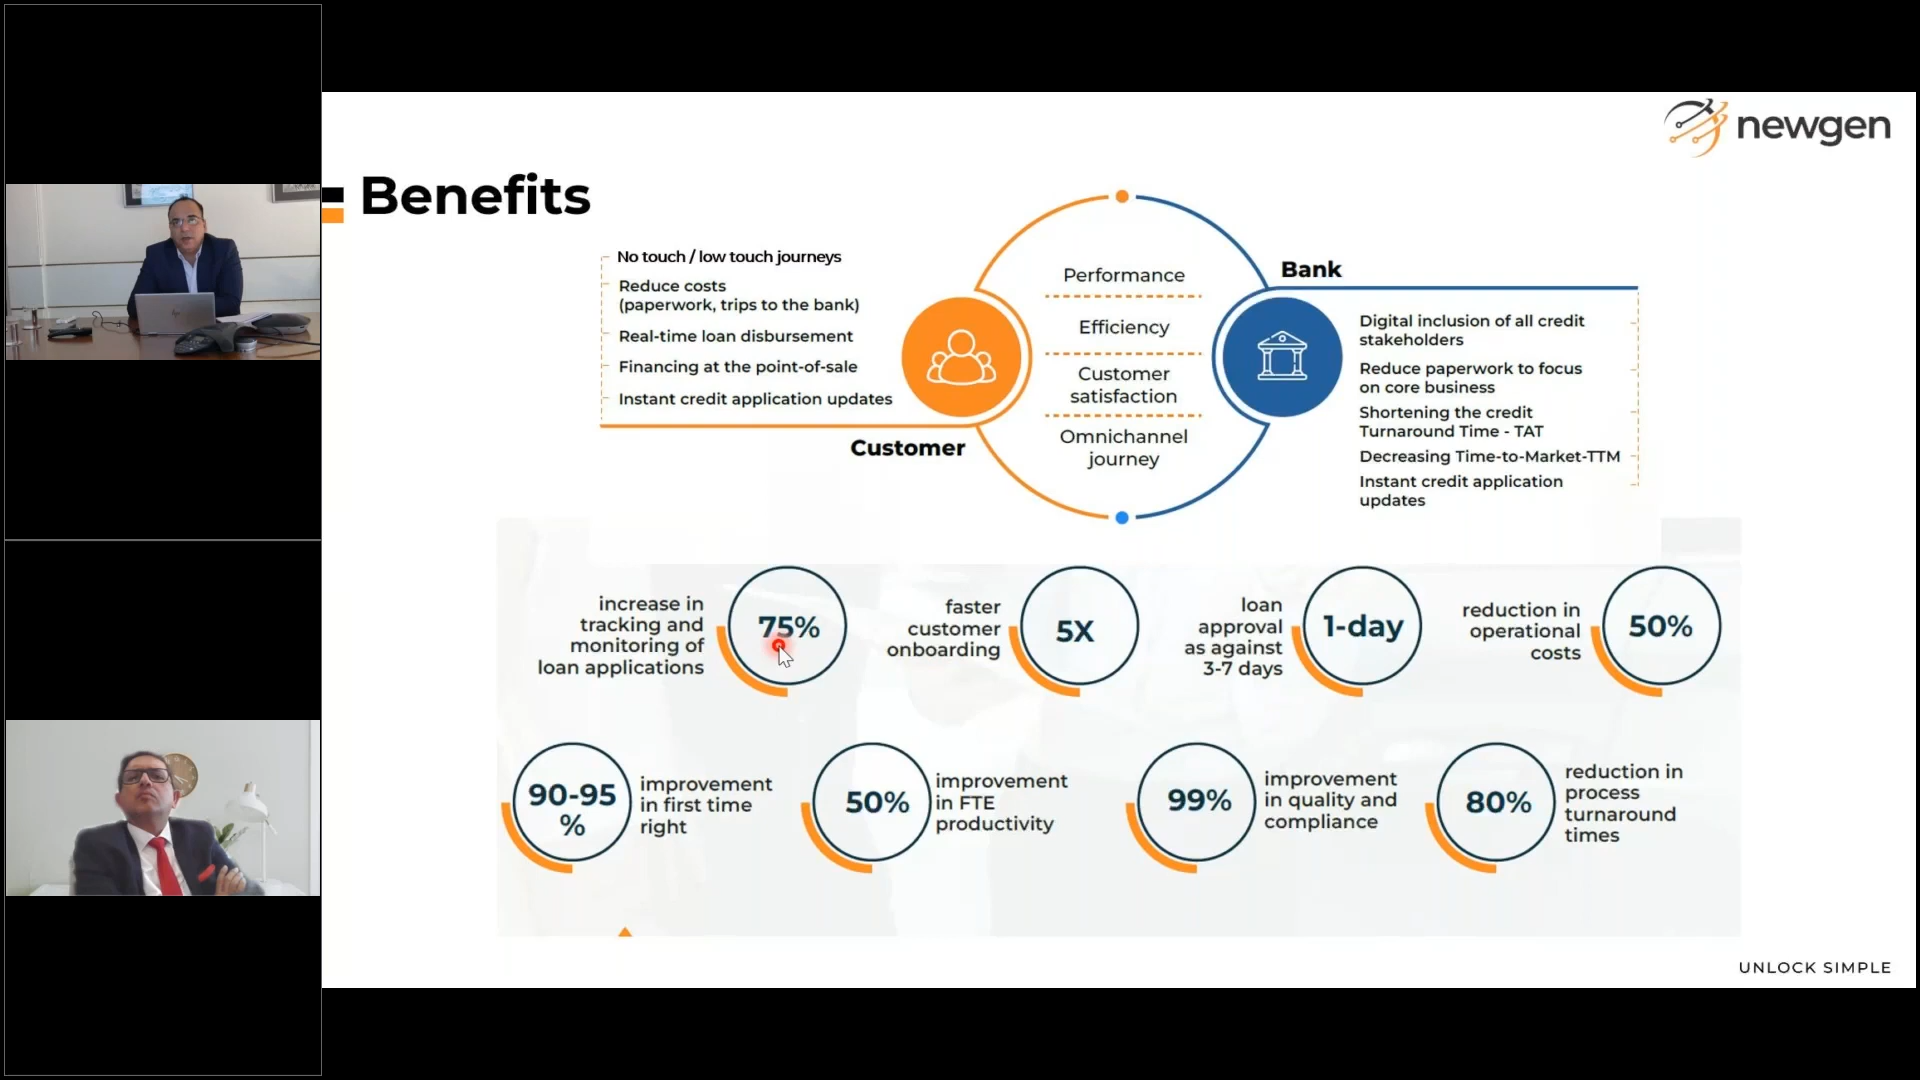 newgen
Benefits
No touch / low touch journeys
Reduce costs
(paperwork, trips to the bank)
Real-time loan disbursement
Financing at the point-of-sale
Instant credit application updates
Customer
Performance
Efficiency
Customer
satisfaction
Omnichannel
journey
Bank
Digital inclusion of all credit
stakeholders
Reduce paperwork to focus
on core business
Shortening the credit
Turnaround Time - TAT
Decreasing Time-to-Market-TTM
Instant credit application
updates
increase in
tracking and
monitoring of
loan applications
75%
faster
customer
onboarding
5X
loan
approval
as against
3-7 days
1-day
reduction in
operational
costs
50%
90-95
%
improvement
in first time
right
50%
improvement
in FTE
productivity
99%
improvement
in quality and
compliance
80%
reduction in
process
turnaround
times
UNLOCK SIMPLE